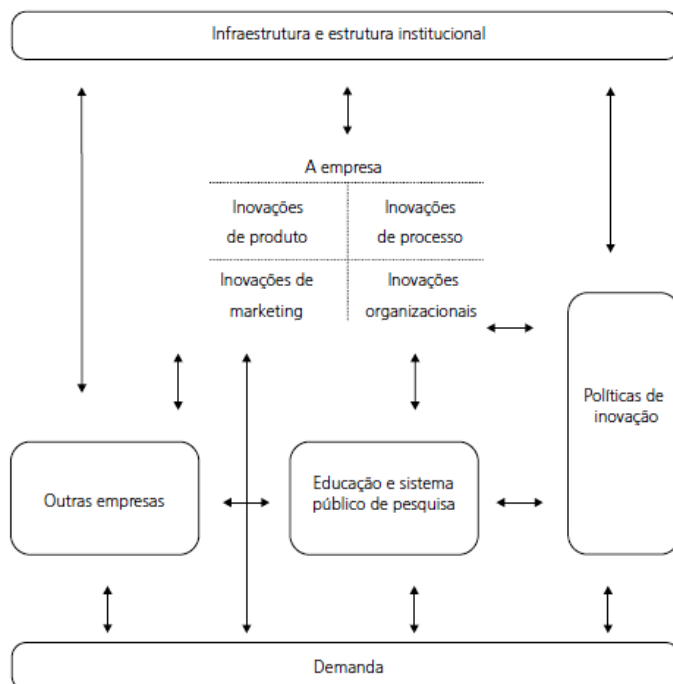 Infraestrutura e estrutura institucional
A empresa
Inovações
de produto
Inovações
de processo
Inovações de
marketing
Inovações
organizacionais
Políticas de
inovação
Outras empresas
Educação e sistema
público de pesquisa
Demanda